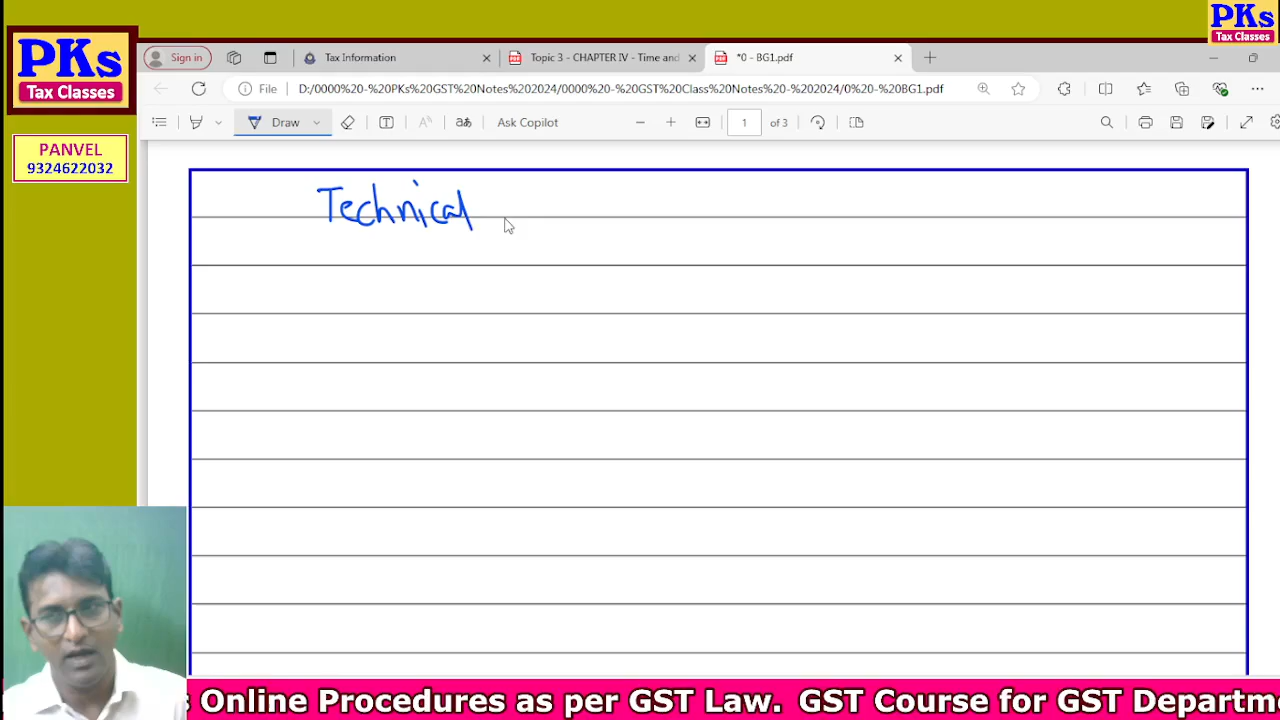 PKs
Tax Classes
PKs
Tax Classes
Sign in
Tax Information
Topic 3 - CHAPTER IV - Time and
*0 - BG1.pdf
File
D:/0000%20-%20PKs%20GST%20Notes%202024/0000%20-%20GST%20Class%20Notes%20-%202024/0%20-%20BG1.pdf
Draw
Ask Copilot
1
of 3
PANVEL
9324622032
Technical
s Online Procedures as per GST Law. GST Course for GST Departm